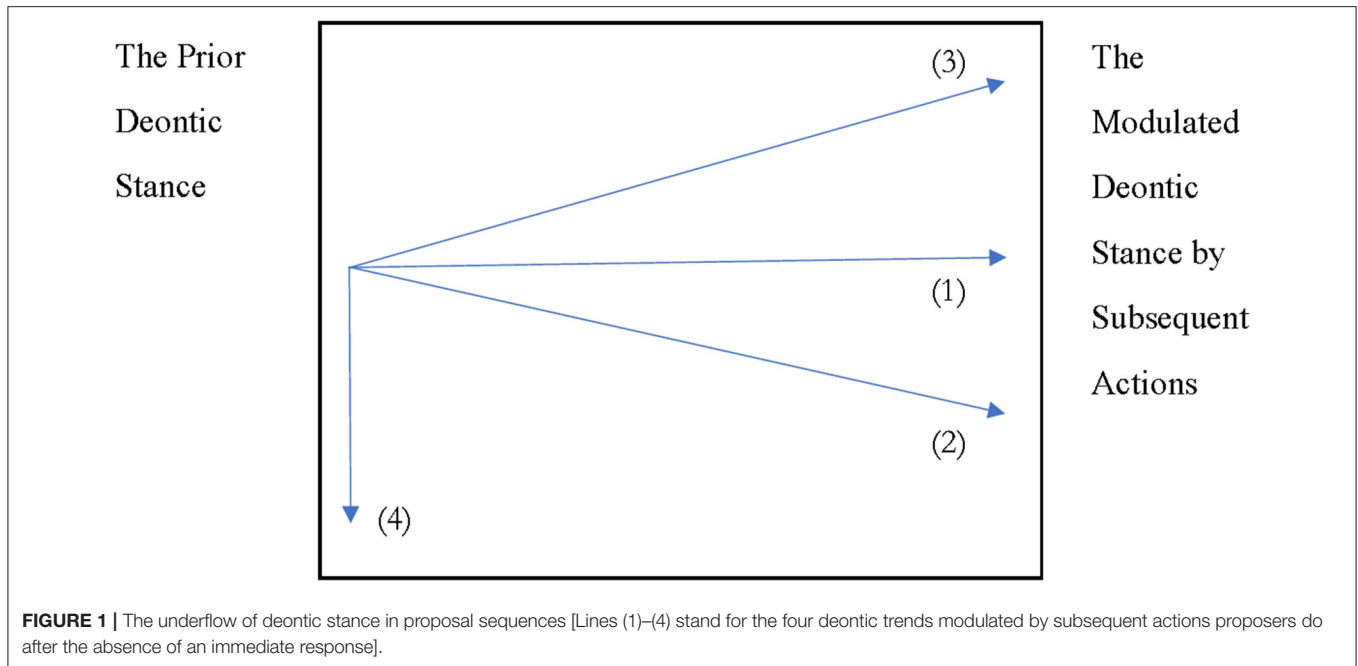 The Prior
Deontic
Stance
(3)
(1)
(2)
(4)
The
Modulated
Deontic
Stance by
Subsequent
Actions
FIGURE 1 | The underflow of deontic stance in proposal sequences [Lines (1)–(4) stand for the four deontic trends modulated by subsequent actions proposers do
after the absence of an immediate response].